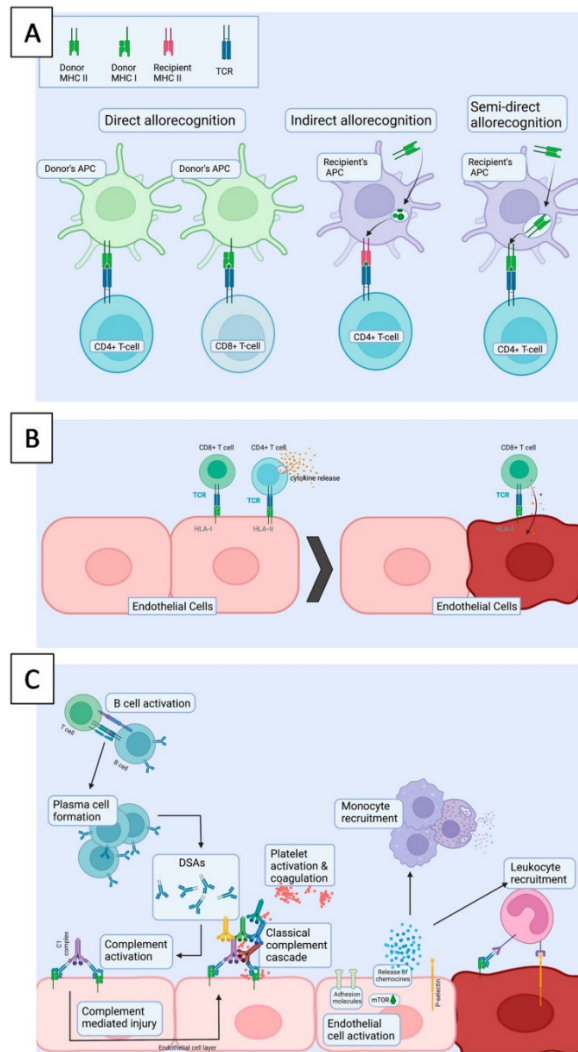 A
Donor
MHC II
Donor
MHC I
Recipient
MHC II
TCR
Direct allorecognition
Indirect allorecognition
Semi-direct
allorecognition
Donor's APC
Donor's APC
Recipient's
APC
Recipient's
APC
CD4+ T-cell
CD8+ T-cell
CD4+ T-cell
CD4+ T-cell
B
CD8+ T cell
CD4+ T cell
cytokine release
TCR
TCR
HLA-I
HLA-II
Endothelial Cells
CD8+ T cell
TCR
HLA-I
Endothelial Cells
C
B cell activation
T cell
B cell
Plasma cell
formation
DSAs
Platelet
activation &
coagulation
Monocyte
recruitment
Leukocyte
recruitment
C1
complex
Complement
activation
Classical
complement
cascade
Release of
chemocines
Adhesion
molecules
mTOR
P-selectin
Complement
mediated injury
Endothelial
cell activation
Endothelial cell layer